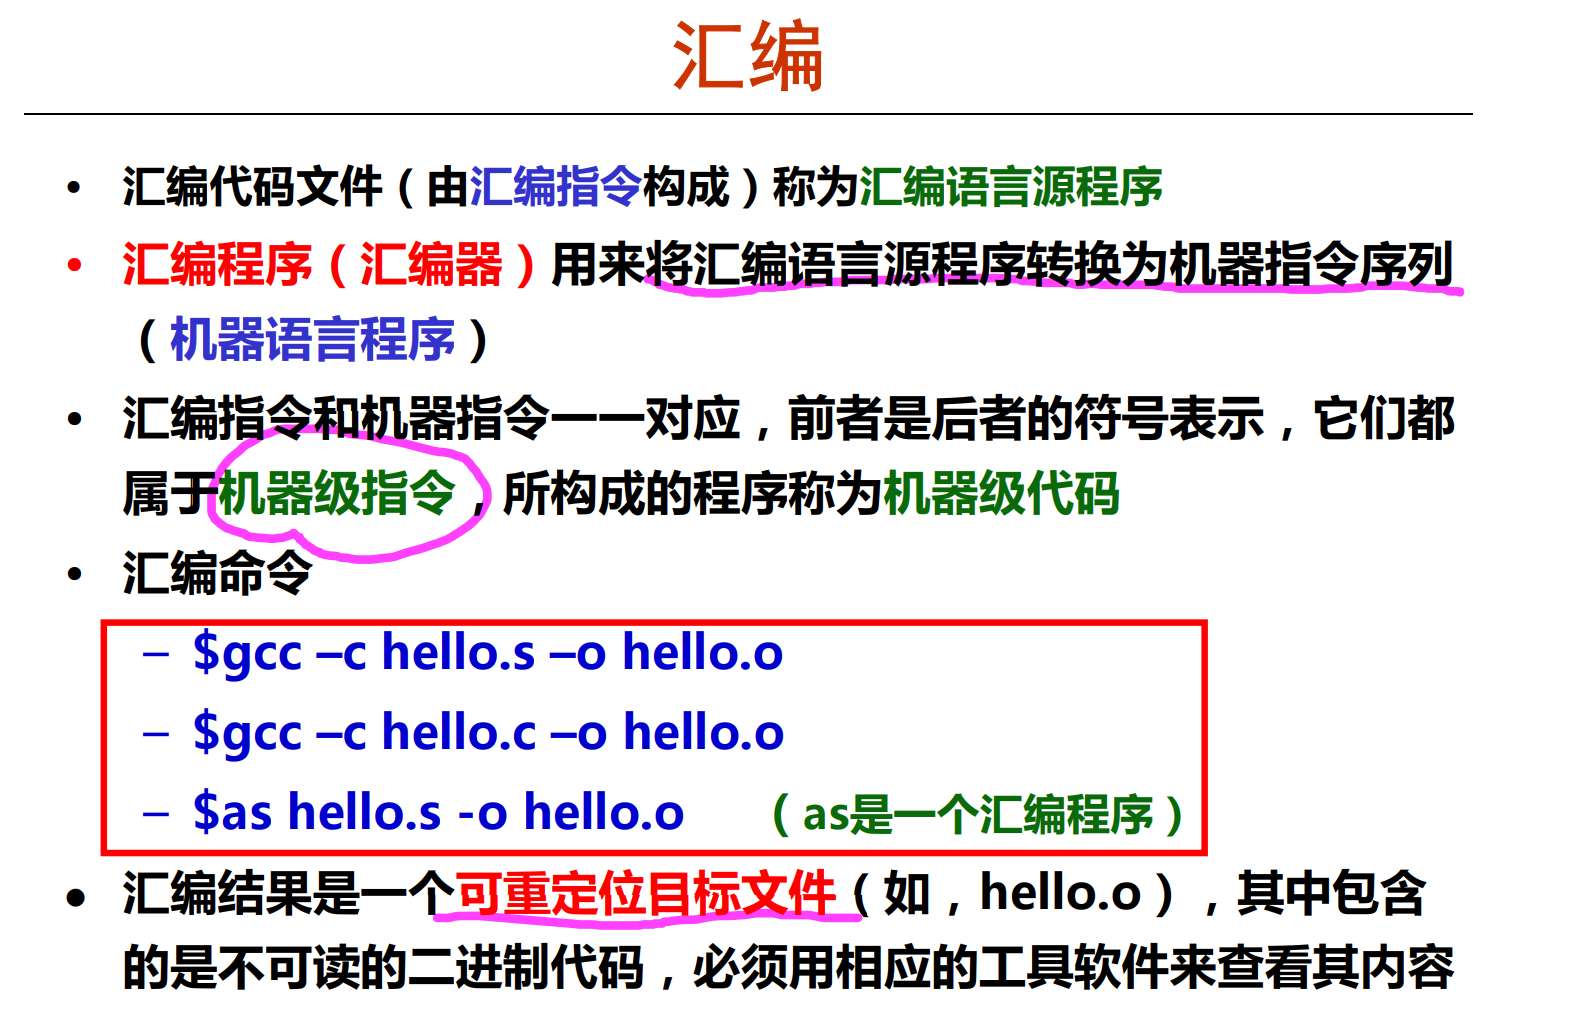 汇编
• 汇编代码文件（由汇编指令构成）称为汇编语言源程序
• 汇编程序（汇编器）用来将汇编语言源程序转换为机器指令序列
（机器语言程序）
• 汇编指令和机器指令一一对应，前者是后者的符号表示，它们都
属于机器级指令，所构成的程序称为机器级代码
• 汇编命令
– $gcc –c hello.s –o hello.o
– $gcc –c hello.c –o hello.o
– $as hello.s -o hello.o （as是一个汇编程序）
• 汇编结果是一个可重定位目标文件（如，hello.o），其中包含
的是不可读的二进制代码，必须用相应的工具软件来查看其内容